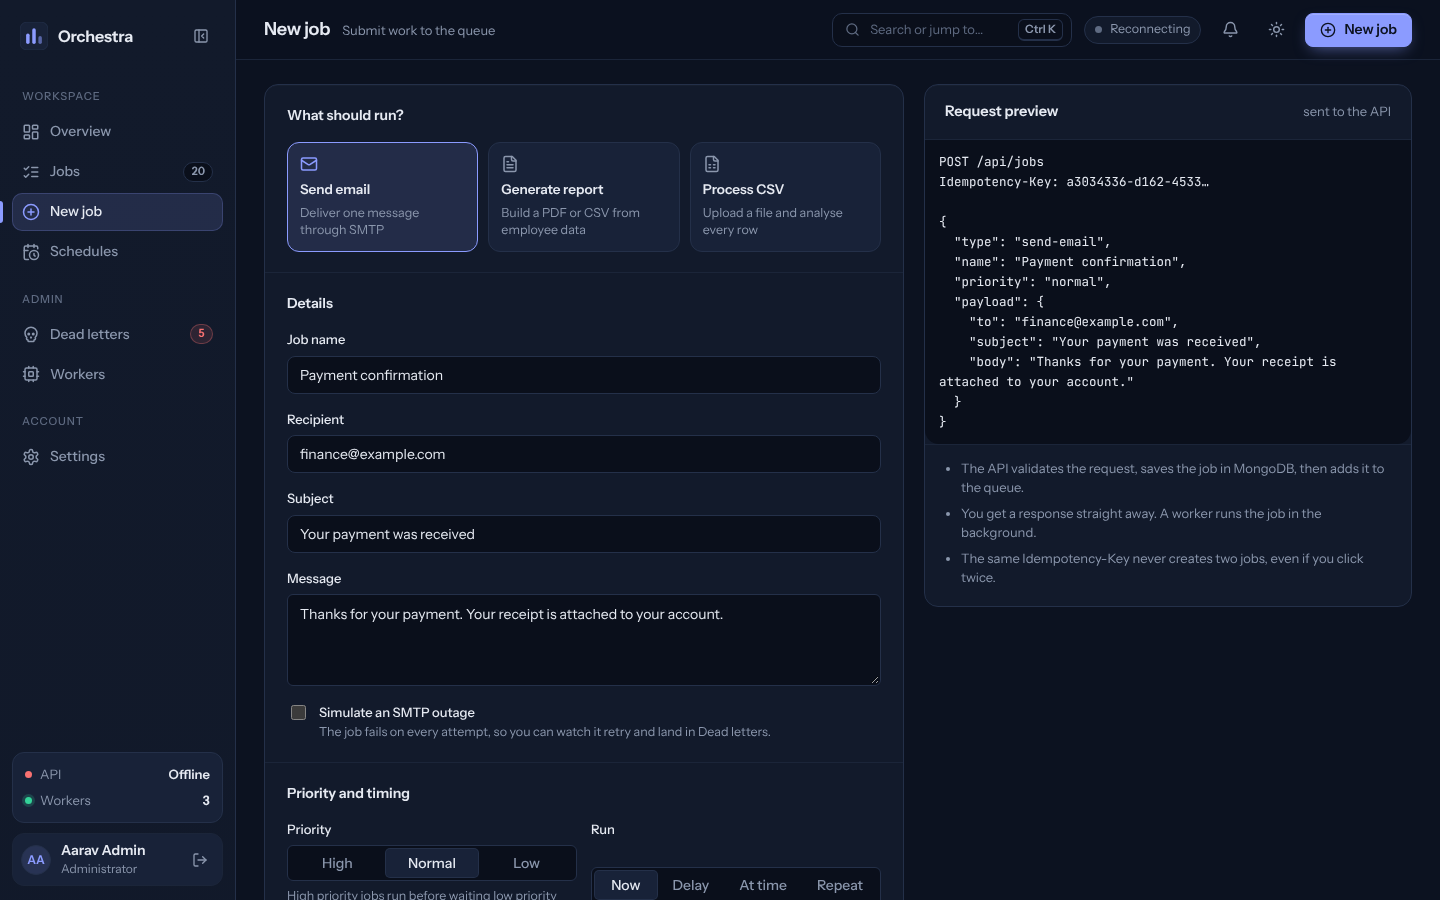 Orchestra
WORKSPACE
Overview
Jobs 20
New job
Schedules
ADMIN
Dead letters 5
Workers
ACCOUNT
Settings
API Offline
Workers 3
AA
Aarav Admin
Administrator
New job Submit work to the queue
Search or jump to... Ctrl K
Reconnecting
New job
What should run?
Send email
Deliver one message
through SMTP
Generate report
Build a PDF or CSV from
employee data
Process CSV
Upload a file and analyse
every row
Details
Job name
Payment confirmation
Recipient
finance@example.com
Subject
Your payment was received
Message
Thanks for your payment. Your receipt is attached to your account.
Simulate an SMTP outage
The job fails on every attempt, so you can watch it retry and land in Dead letters.
Priority and timing
Priority
High Normal Low
High priority jobs run before waiting low priority
Run
Now Delay At time Repeat
Request preview sent to the API
POST /api/jobs
Idempotency-Key: a3034336-d162-4533…
{
"type": "send-email",
"name": "Payment confirmation",
"priority": "normal",
"payload": {
"to": "finance@example.com",
"subject": "Your payment was received",
"body": "Thanks for your payment. Your receipt is
attached to your account."
}
}
The API validates the request, saves the job in MongoDB, then adds it to
the queue.
You get a response straight away. A worker runs the job in the
background.
The same Idempotency-Key never creates two jobs, even if you click
twice.